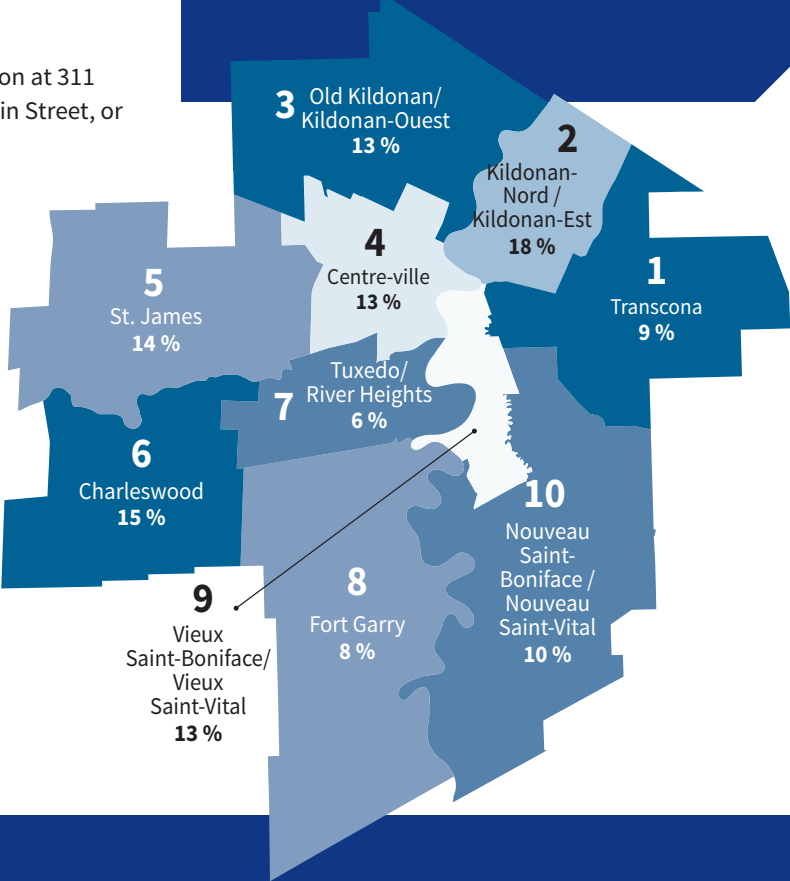 on at 311
in Street, or
3
Old Kildonan/
Kildonan-Ouest
13 %
2
Kildonan-
Nord /
Kildonan-Est
18 %
4
Centre-ville
13 %
1
Transcona
9 %
5
St. James
14 %
7
Tuxedo/
River Heights
6 %
6
Charleswood
15 %
10
Nouveau
Saint-
Boniface /
Nouveau
Saint-Vital
10 %
8
Fort Garry
8 %
9
Vieux
Saint-Boniface/
Vieux
Saint-Vital
13 %